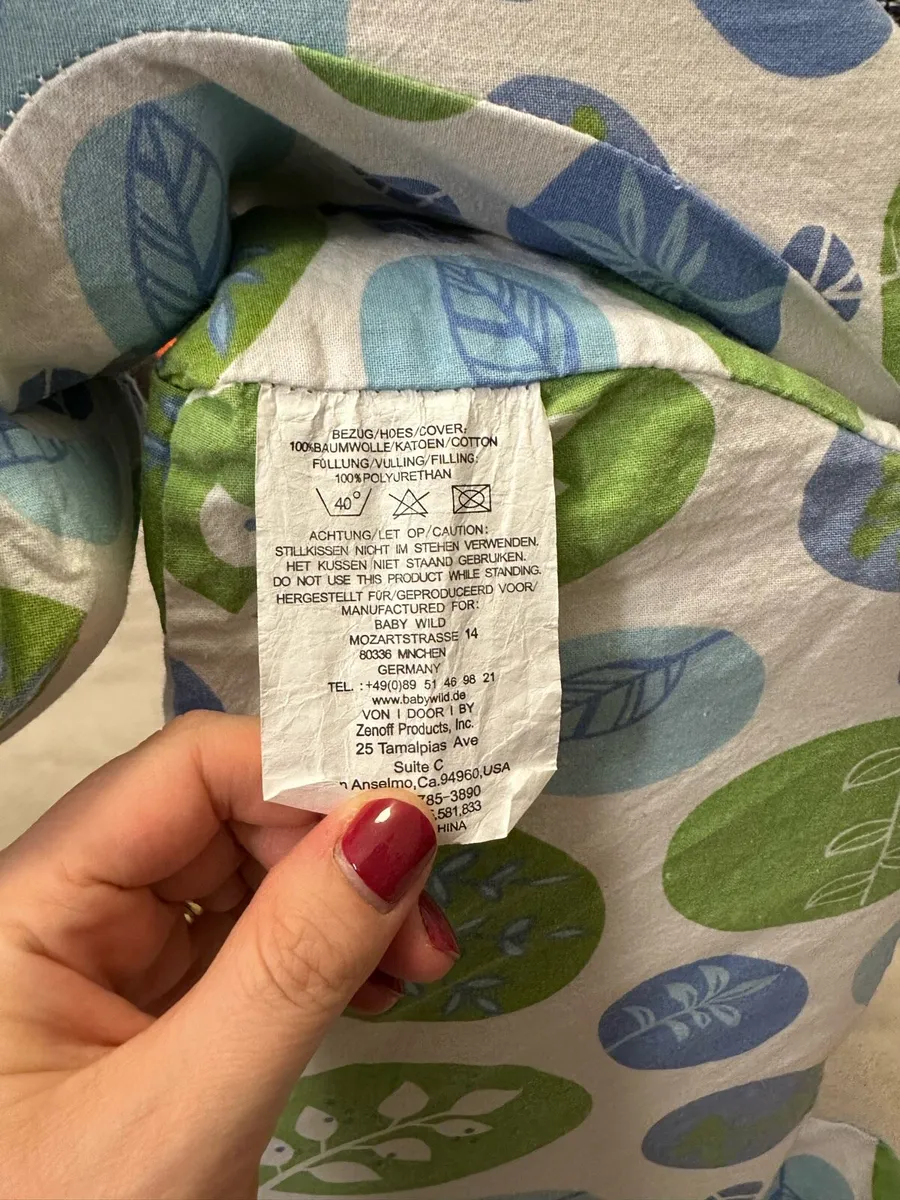 BEZUG/HOES/COVER:
100%BAUMWOLLE/KATOEN/COTTON
FÜLLUNG/VULLING/FILLING:
100%POLYURETHAN
40°
ACHTUNG/LET OP/CAUTION:
STILLKISSEN NICHT IM STEHEN VERWENDEN.
HET KUSSEN NIET STAAND GEBRUIKEN.
DO NOT USE THIS PRODUCT WHILE STANDING.
HERGESTELLT FÜR/GEPRODUCEERD VOOR/
MANUFACTURED FOR:
BABY WILD
MOZARTSTRASSE 14
80336 MNCHEN
GERMANY
TEL. :+49(0)89 51 46 98 21
www.babywild.de
VON I DOOR I BY
Zenoff Products, Inc.
25 Tamalpias Ave
Suite C
Anselmo,Ca.94960,USA
785-3890
,581,833